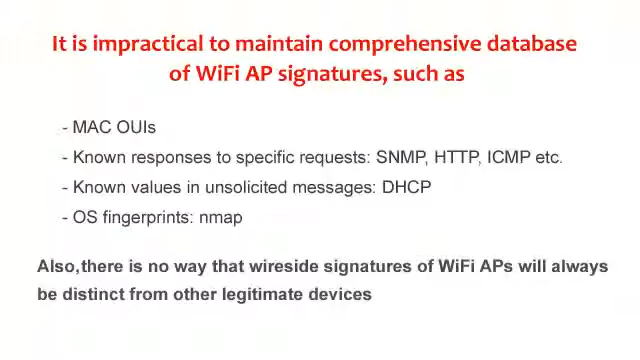 It is impractical to maintain comprehensive database
of WiFi AP signatures, such as
- MAC OUIs
- Known responses to specific requests: SNMP, HTTP, ICMP etc.
- Known values in unsolicited messages: DHCP
- OS fingerprints: nmap
Also,there is no way that wireside signatures of WiFi APs will always
be distinct from other legitimate devices